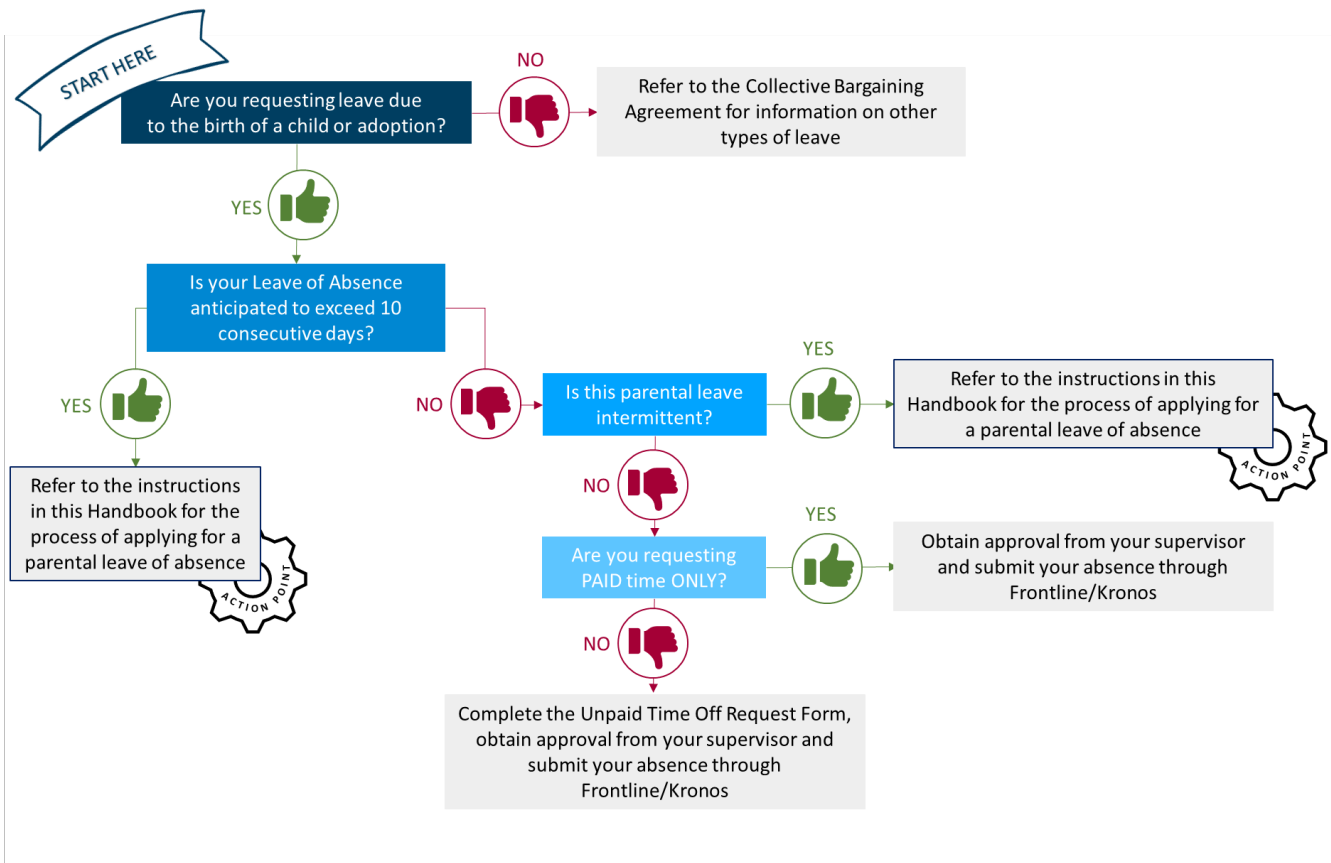 START HERE
Are you requesting leave due
to the birth of a child or adoption?
NO
Refer to the Collective Bargaining
Agreement for information on other
types of leave
YES
Is your Leave of Absence
anticipated to exceed 10
consecutive days?
YES
Refer to the instructions
in this Handbook for the
process of applying for a
parental leave of absence
ACTION POINT
NO
Is this parental leave
intermittent?
YES
Refer to the instructions in this
Handbook for the process of applying for
a parental leave of absence
ACTION POINT
NO
Are you requesting
PAID time ONLY?
YES
Obtain approval from your supervisor
and submit your absence through
Frontline/Kronos
NO
Complete the Unpaid Time Off Request Form,
obtain approval from your supervisor and
submit your absence through
Frontline/Kronos